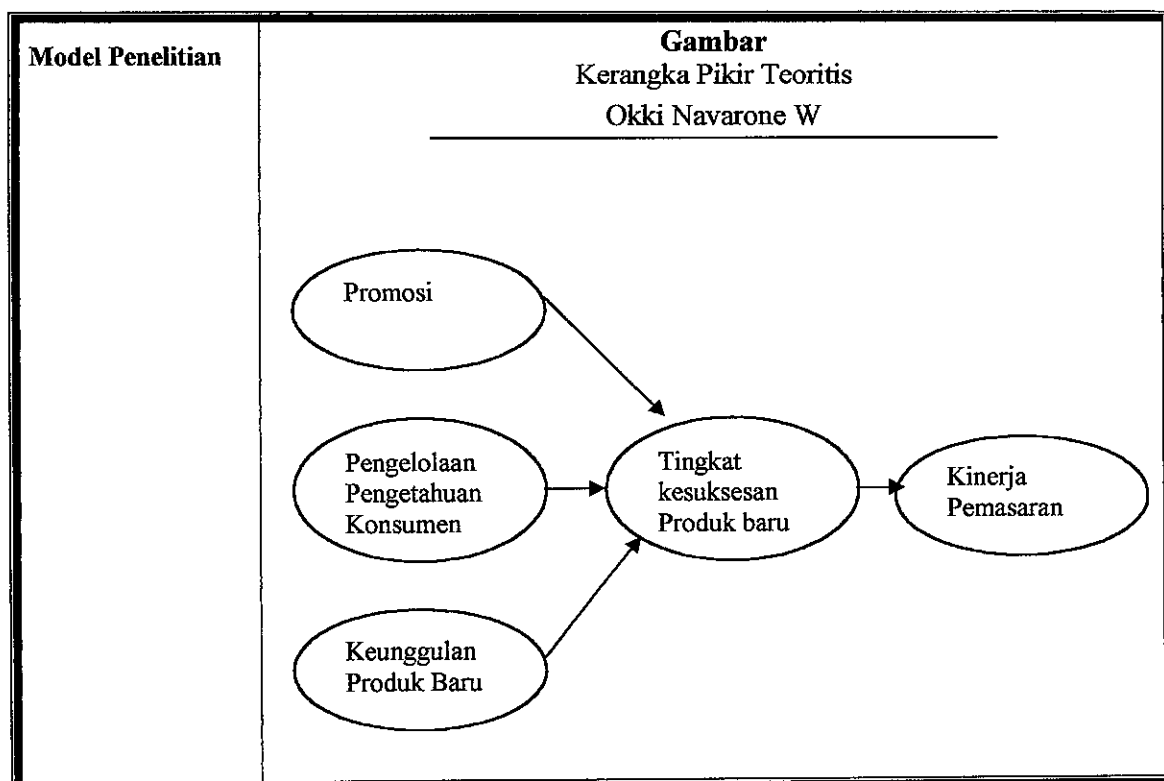 Model Penelitian
Gambar
Kerangka Pikir Teoritis
Okki Navarone W
Promosi
Pengelolaan
Pengetahuan
Konsumen
Tingkat
kesuksesan
Produk baru
Kinerja
Pemasaran
Keunggulan
Produk Baru